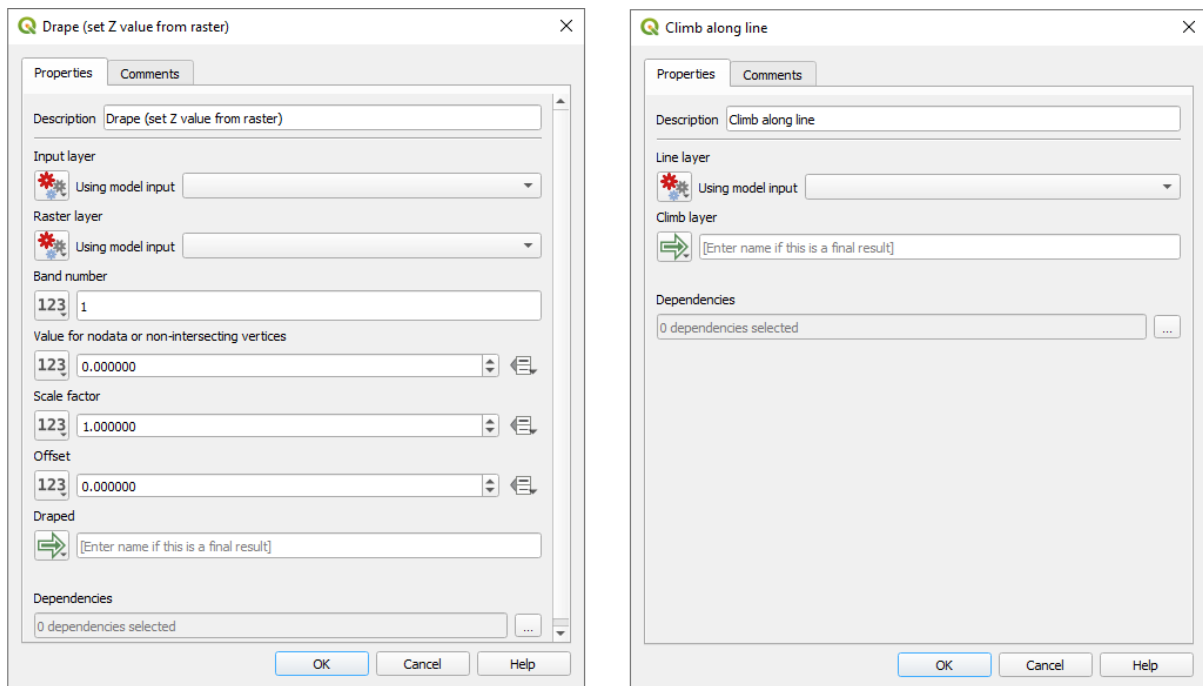 Drape (set Z value from raster)
Properties
Comments
Description Drape (set Z value from raster)
Input layer
Using model input
Raster layer
Using model input
Band number
123 1
Value for nodata or non-intersecting vertices
123 0.000000
Scale factor
123 1.000000
Offset
123 0.000000
Draped
[Enter name if this is a final result]
Dependencies
0 dependencies selected
...
OK
Cancel
Help
Climb along line
Properties
Comments
Description Climb along line
Line layer
Using model input
Climb layer
[Enter name if this is a final result]
Dependencies
0 dependencies selected
...
OK
Cancel
Help